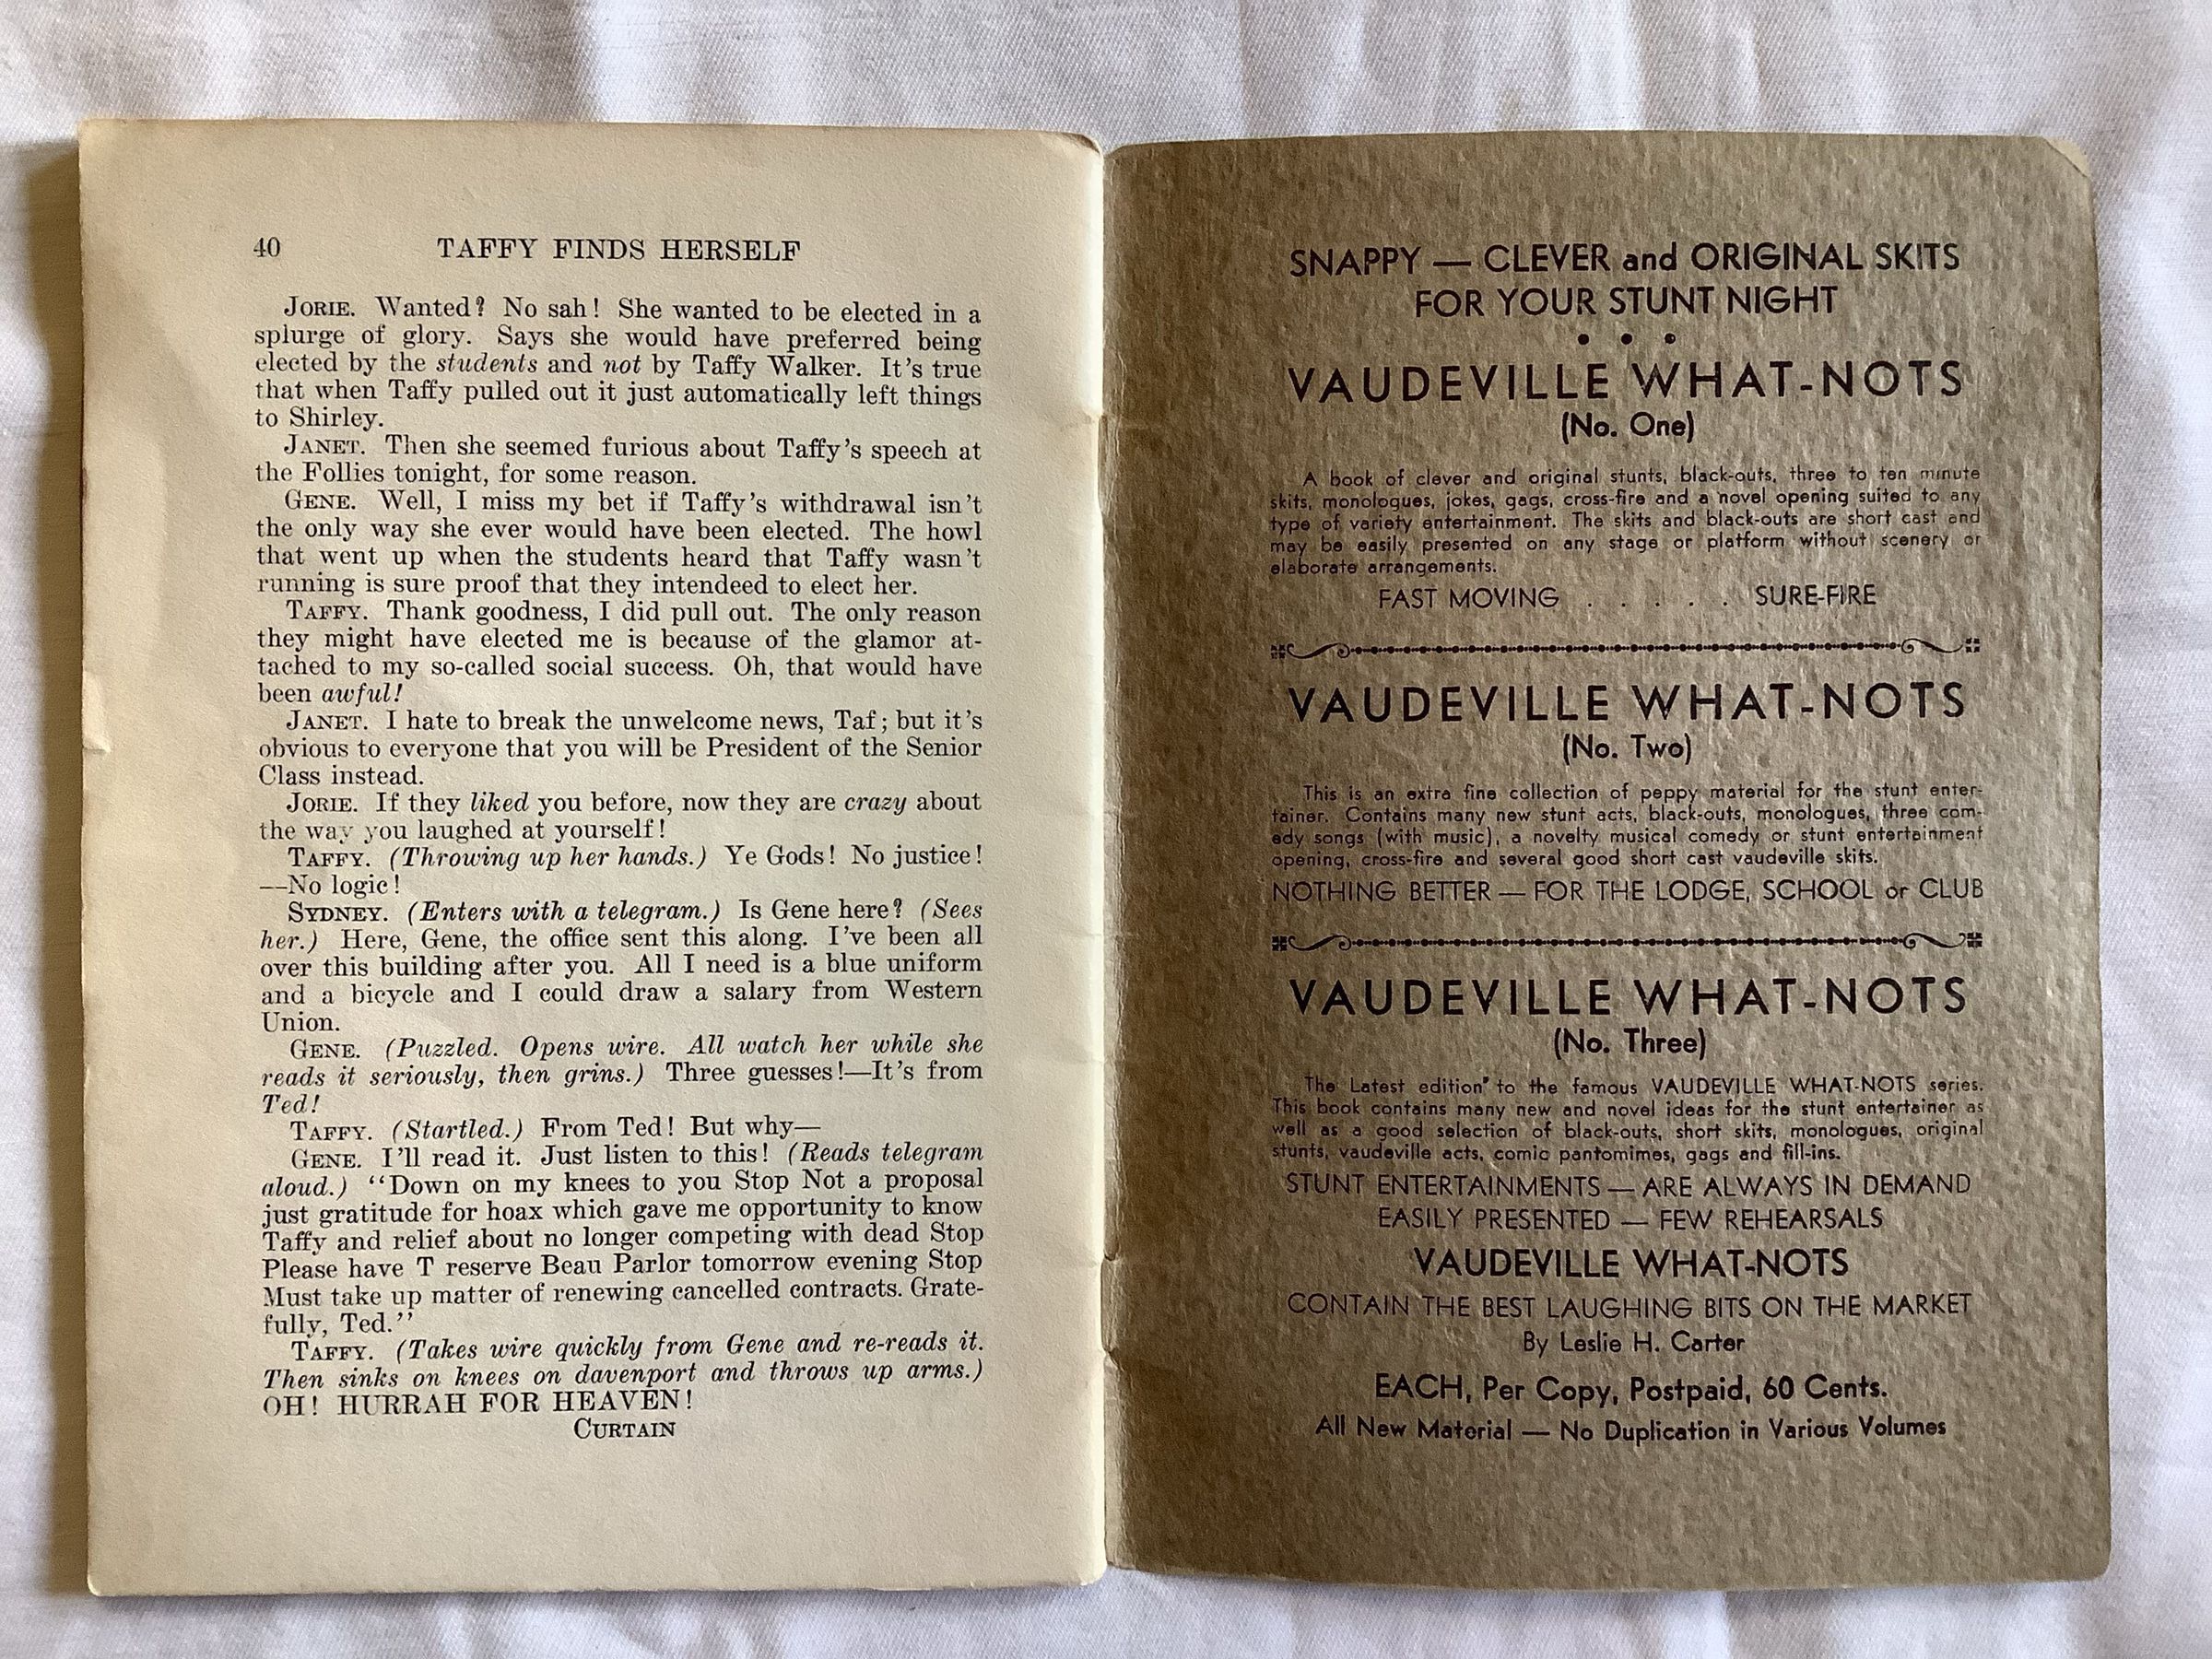 40 TAFFY FINDS HERSELF
JORIE. Wanted? No sah! She wanted to be elected in a
splurge of glory. Says she would have preferred being
elected by the students and not by Taffy Walker. It's true
that when Taffy pulled out it just automatically left things
to Shirley.
JANET. Then she seemed furious about Taffy's speech at
the Follies tonight, for some reason.
GENE. Well, I miss my bet if Taffy's withdrawal isn't
the only way she ever would have been elected. The howl
that went up when the students heard that Taffy wasn't
running is sure proof that they intendeed to elect her.
TAFFY. Thank goodness, I did pull out. The only reason
they might have elected me is because of the glamor at-
tached to my so-called social success. Oh, that would have
been awful!
JANET. I hate to break the unwelcome news, Taf; but it's
obvious to everyone that you will be President of the Senior
Class instead.
JORIE. If they liked you before, now they are crazy about
the way you laughed at yourself!
TAFFY. (Throwing up her hands.) Ye Gods! No justice!
—No logic!
SYDNEY. (Enters with a telegram.) Is Gene here? (Sees
her.) Here, Gene, the office sent this along. I've been all
over this building after you. All I need is a blue uniform
and a bicycle and I could draw a salary from Western
Union.
GENE. (Puzzled. Opens wire. All watch her while she
reads it seriously, then grins.) Three guesses!—It's from
Ted!
TAFFY. (Startled.) From Ted! But why—
GENE. I'll read it. Just listen to this! (Reads telegram
aloud.) "Down on my knees to you Stop Not a proposal
just gratitude for hoax which gave me opportunity to know
Taffy and relief about no longer competing with dead Stop
Please have T reserve Beau Parlor tomorrow evening Stop
Must take up matter of renewing cancelled contracts. Grate-
fully, Ted."
TAFFY. (Takes wire quickly from Gene and re-reads it.
Then sinks on knees on davenport and throws up arms.)
OH! HURRAH FOR HEAVEN!
CURTAIN
SNAPPY — CLEVER and ORIGINAL SKITS
FOR YOUR STUNT NIGHT
• • •
VAUDEVILLE WHAT-NOTS
(No. One)
A book of clever and original stunts, black-outs, three to ten minute
skits, monologues, jokes, gags, cross-fire and a novel opening suited to any
type of variety entertainment. The skits and black-outs are short cast and
may be easily presented on any stage or platform without scenery or
elaborate arrangements.
FAST MOVING . . . . . SURE-FIRE
VAUDEVILLE WHAT-NOTS
(No. Two)
This is an extra fine collection of peppy material for the stunt enter-
tainer. Contains many new stunt acts, black-outs, monologues, three com-
edy songs (with music), a novelty musical comedy or stunt entertainment
opening, cross-fire and several good short cast vaudeville skits.
NOTHING BETTER — FOR THE LODGE, SCHOOL or CLUB
VAUDEVILLE WHAT-NOTS
(No. Three)
The Latest edition to the famous VAUDEVILLE WHAT-NOTS series.
This book contains many new and novel ideas for the stunt entertainer as
well as a good selection of black-outs, short skits, monologues, original
stunts, vaudeville acts, comic pantomimes, gags and fill-ins.
STUNT ENTERTAINMENTS — ARE ALWAYS IN DEMAND
EASILY PRESENTED — FEW REHEARSALS
VAUDEVILLE WHAT-NOTS
CONTAIN THE BEST LAUGHING BITS ON THE MARKET
By Leslie H. Carter
EACH, Per Copy, Postpaid, 60 Cents.
All New Material — No Duplication in Various Volumes